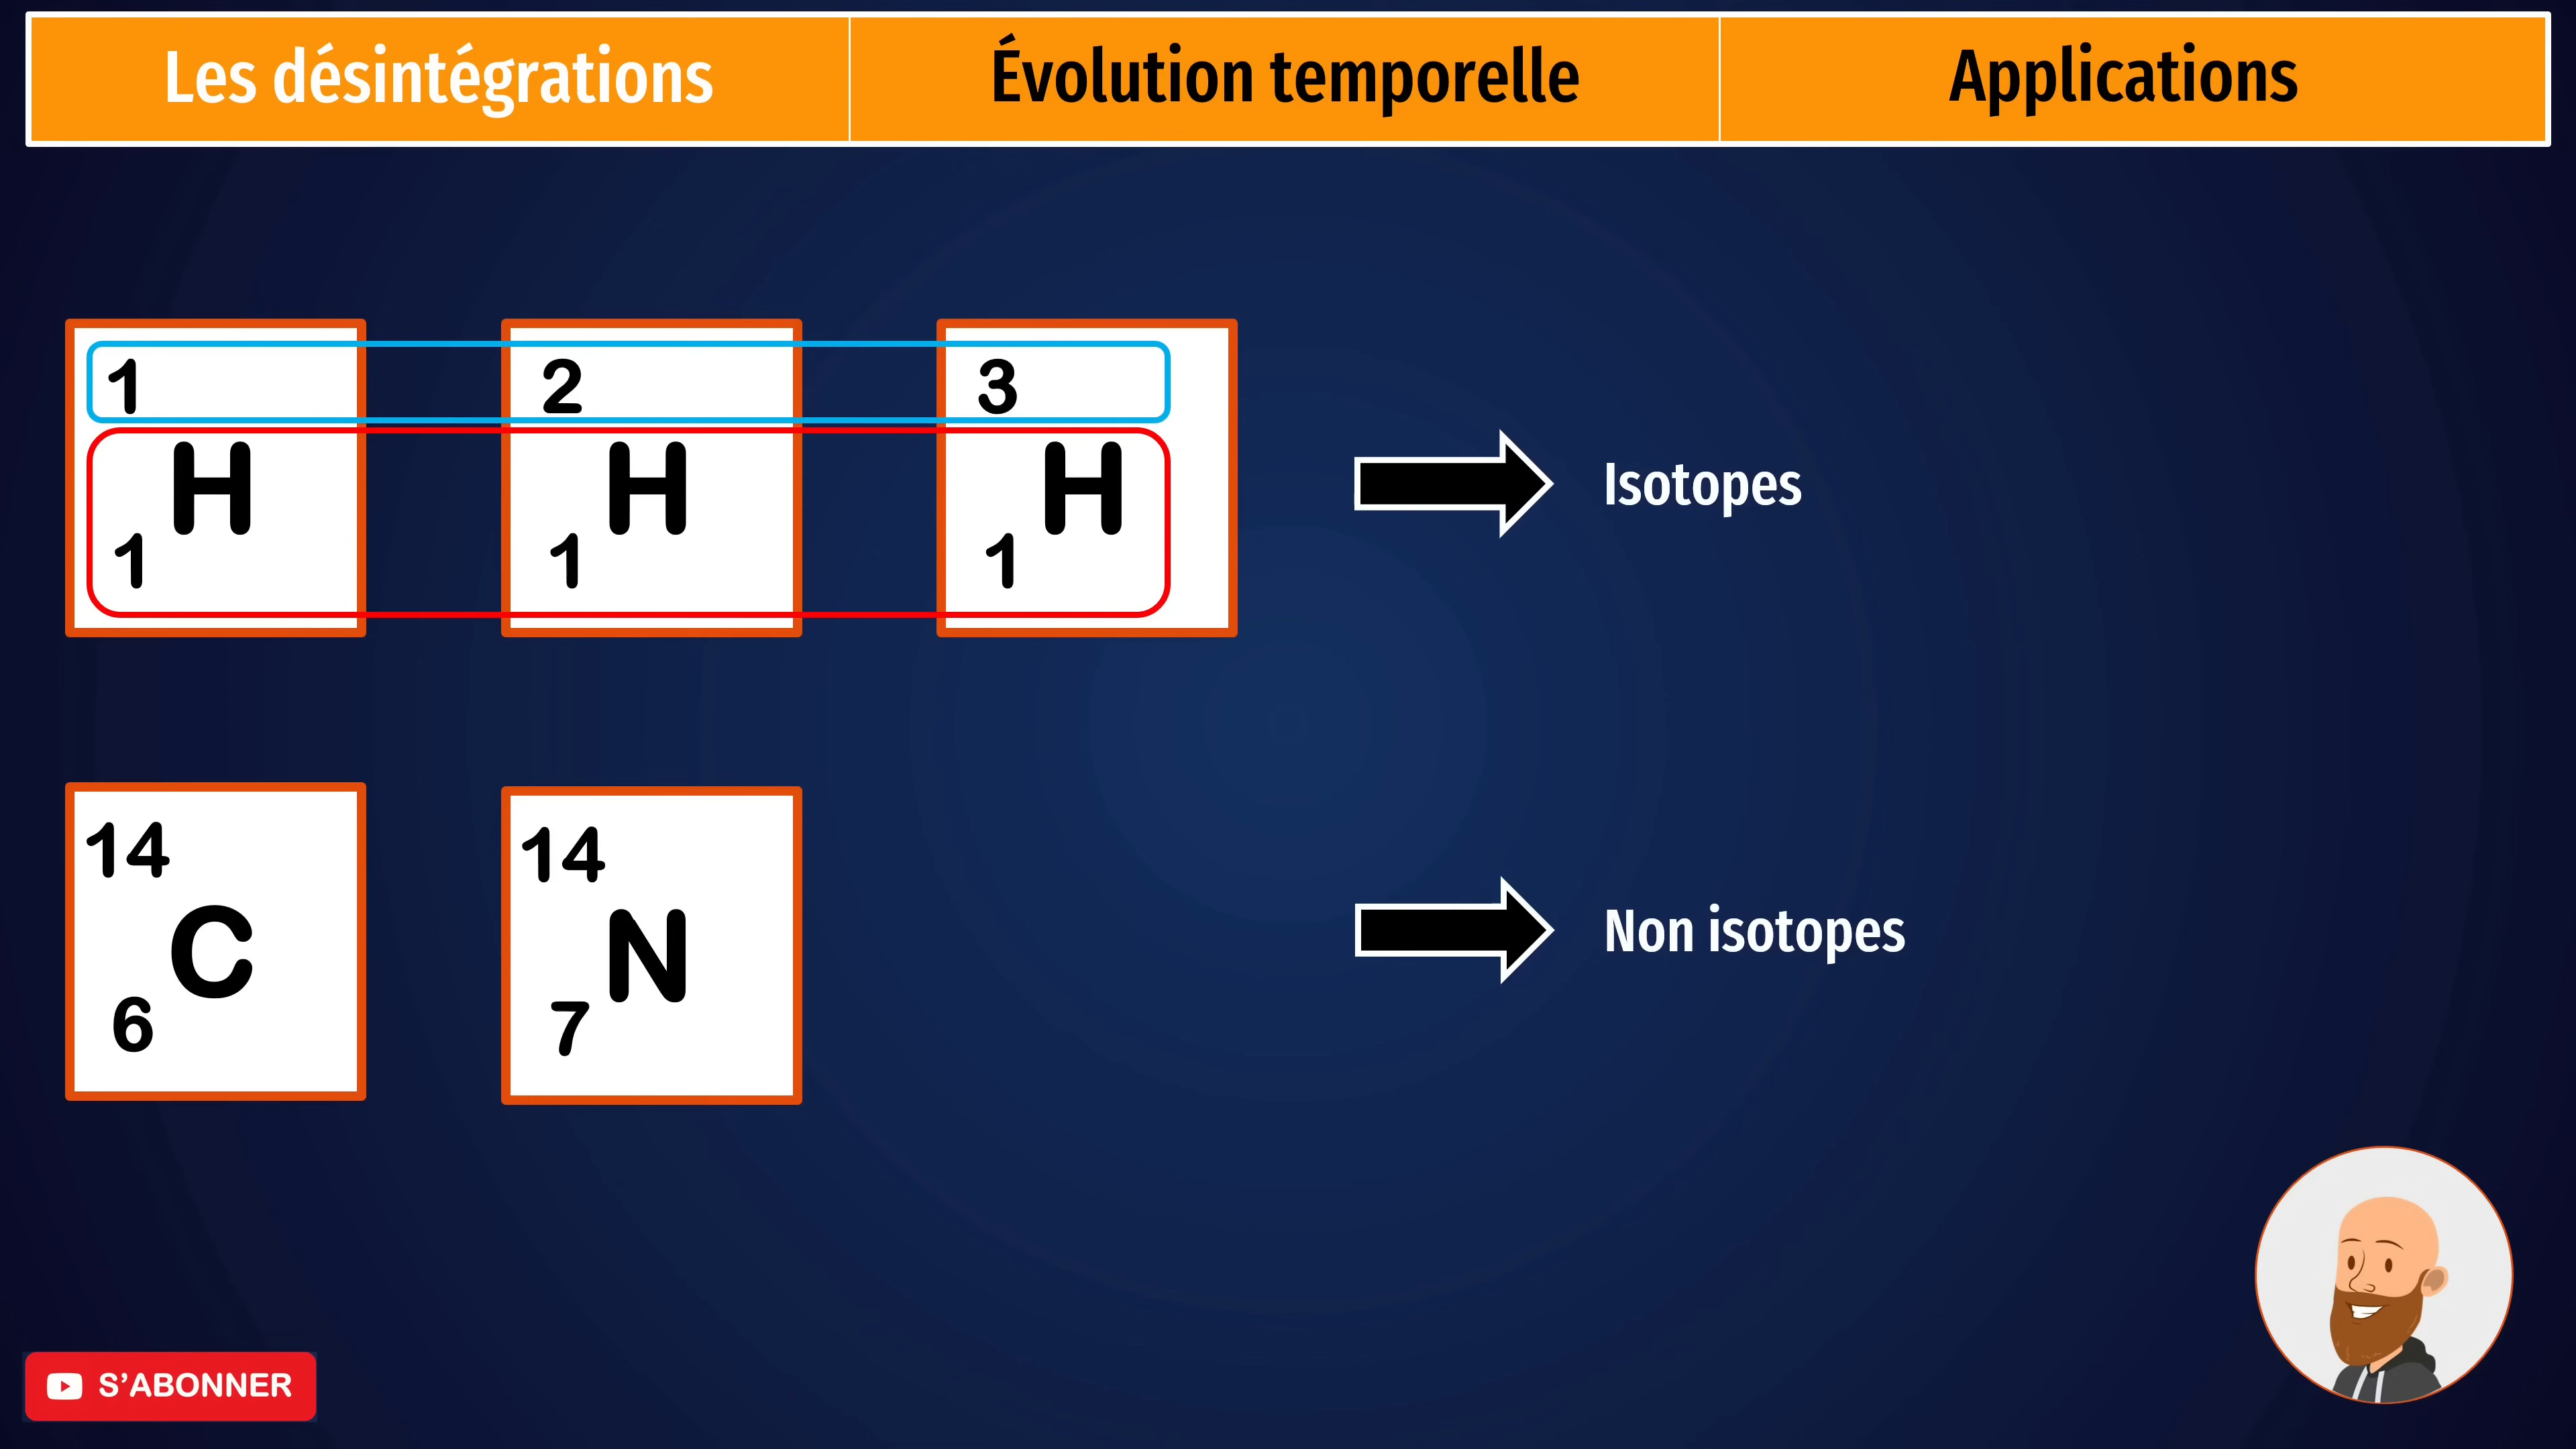 Les désintégrations Évolution temporelle Applications
1 2 3
H H H
1 1 1
Isotopes
14 14
C N
6 7
Non isotopes
S'ABONNER